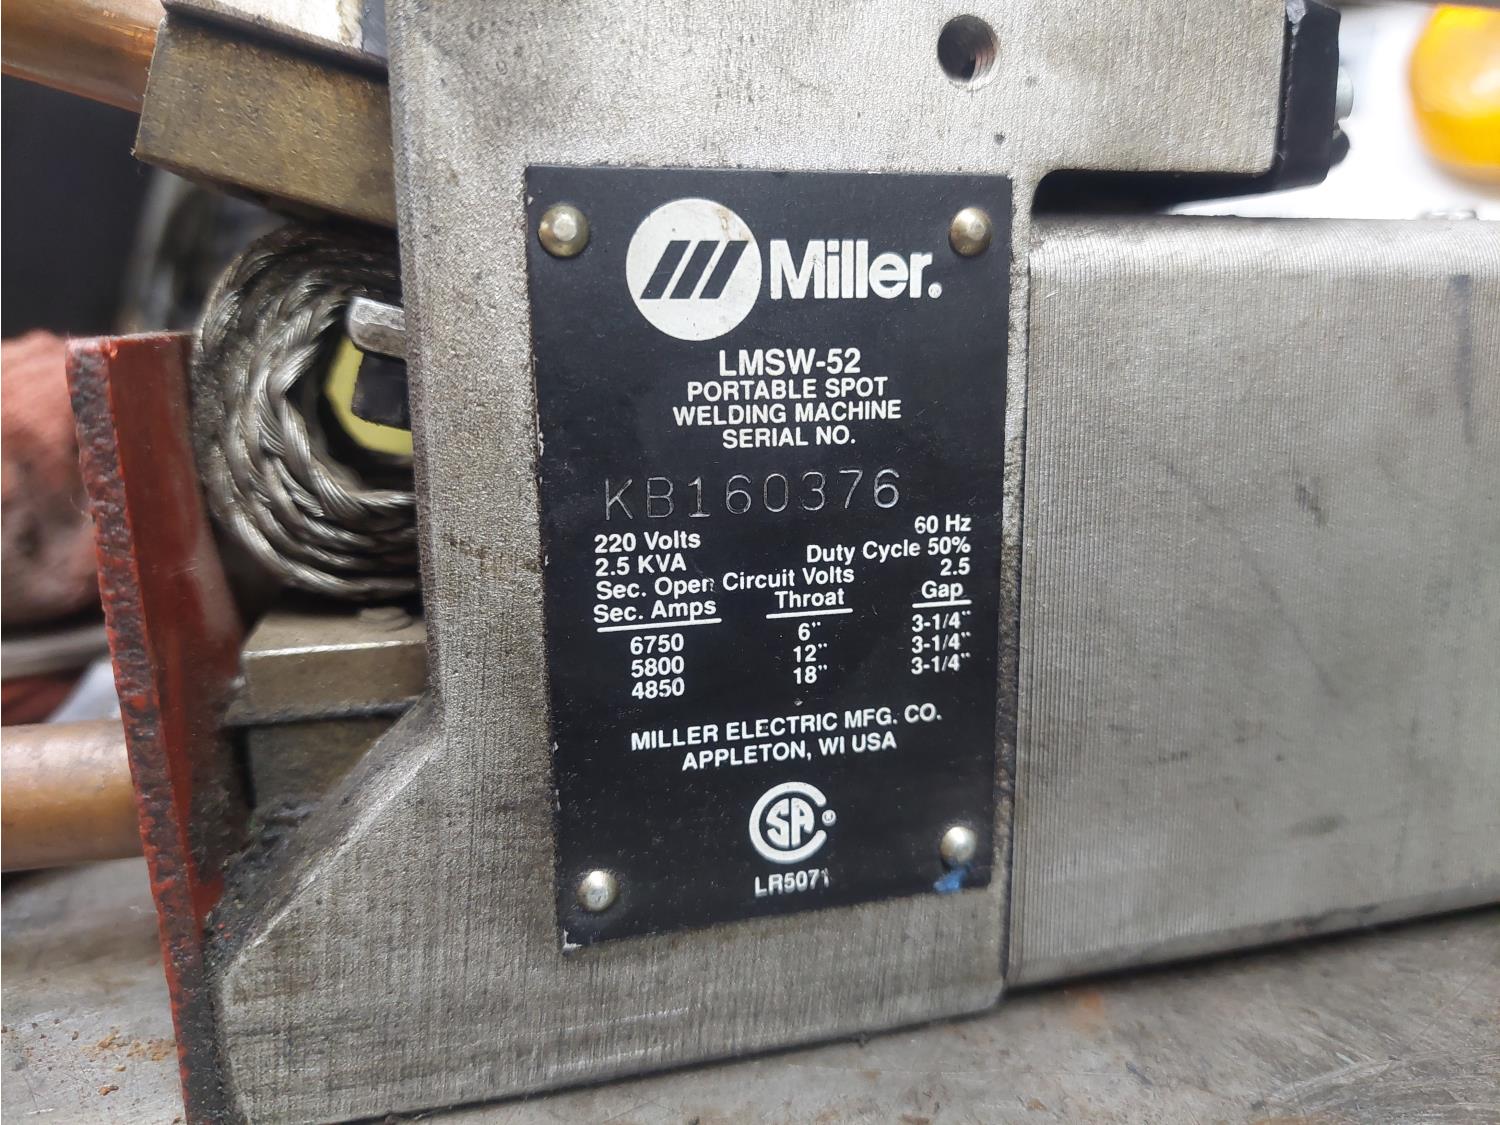 Miller®
LMSW-52
PORTABLE SPOT
WELDING MACHINE
SERIAL NO.
KB160376
220 Volts 60 Hz
2.5 KVA Duty Cycle 50%
Sec. Open Circuit Volts 2.5
Sec. Amps Throat Gap
6750 6" 3-1/4"
5800 12" 3-1/4"
4850 18" 3-1/4"
MILLER ELECTRIC MFG. CO.
APPLETON, WI USA
CSA®
LR5071